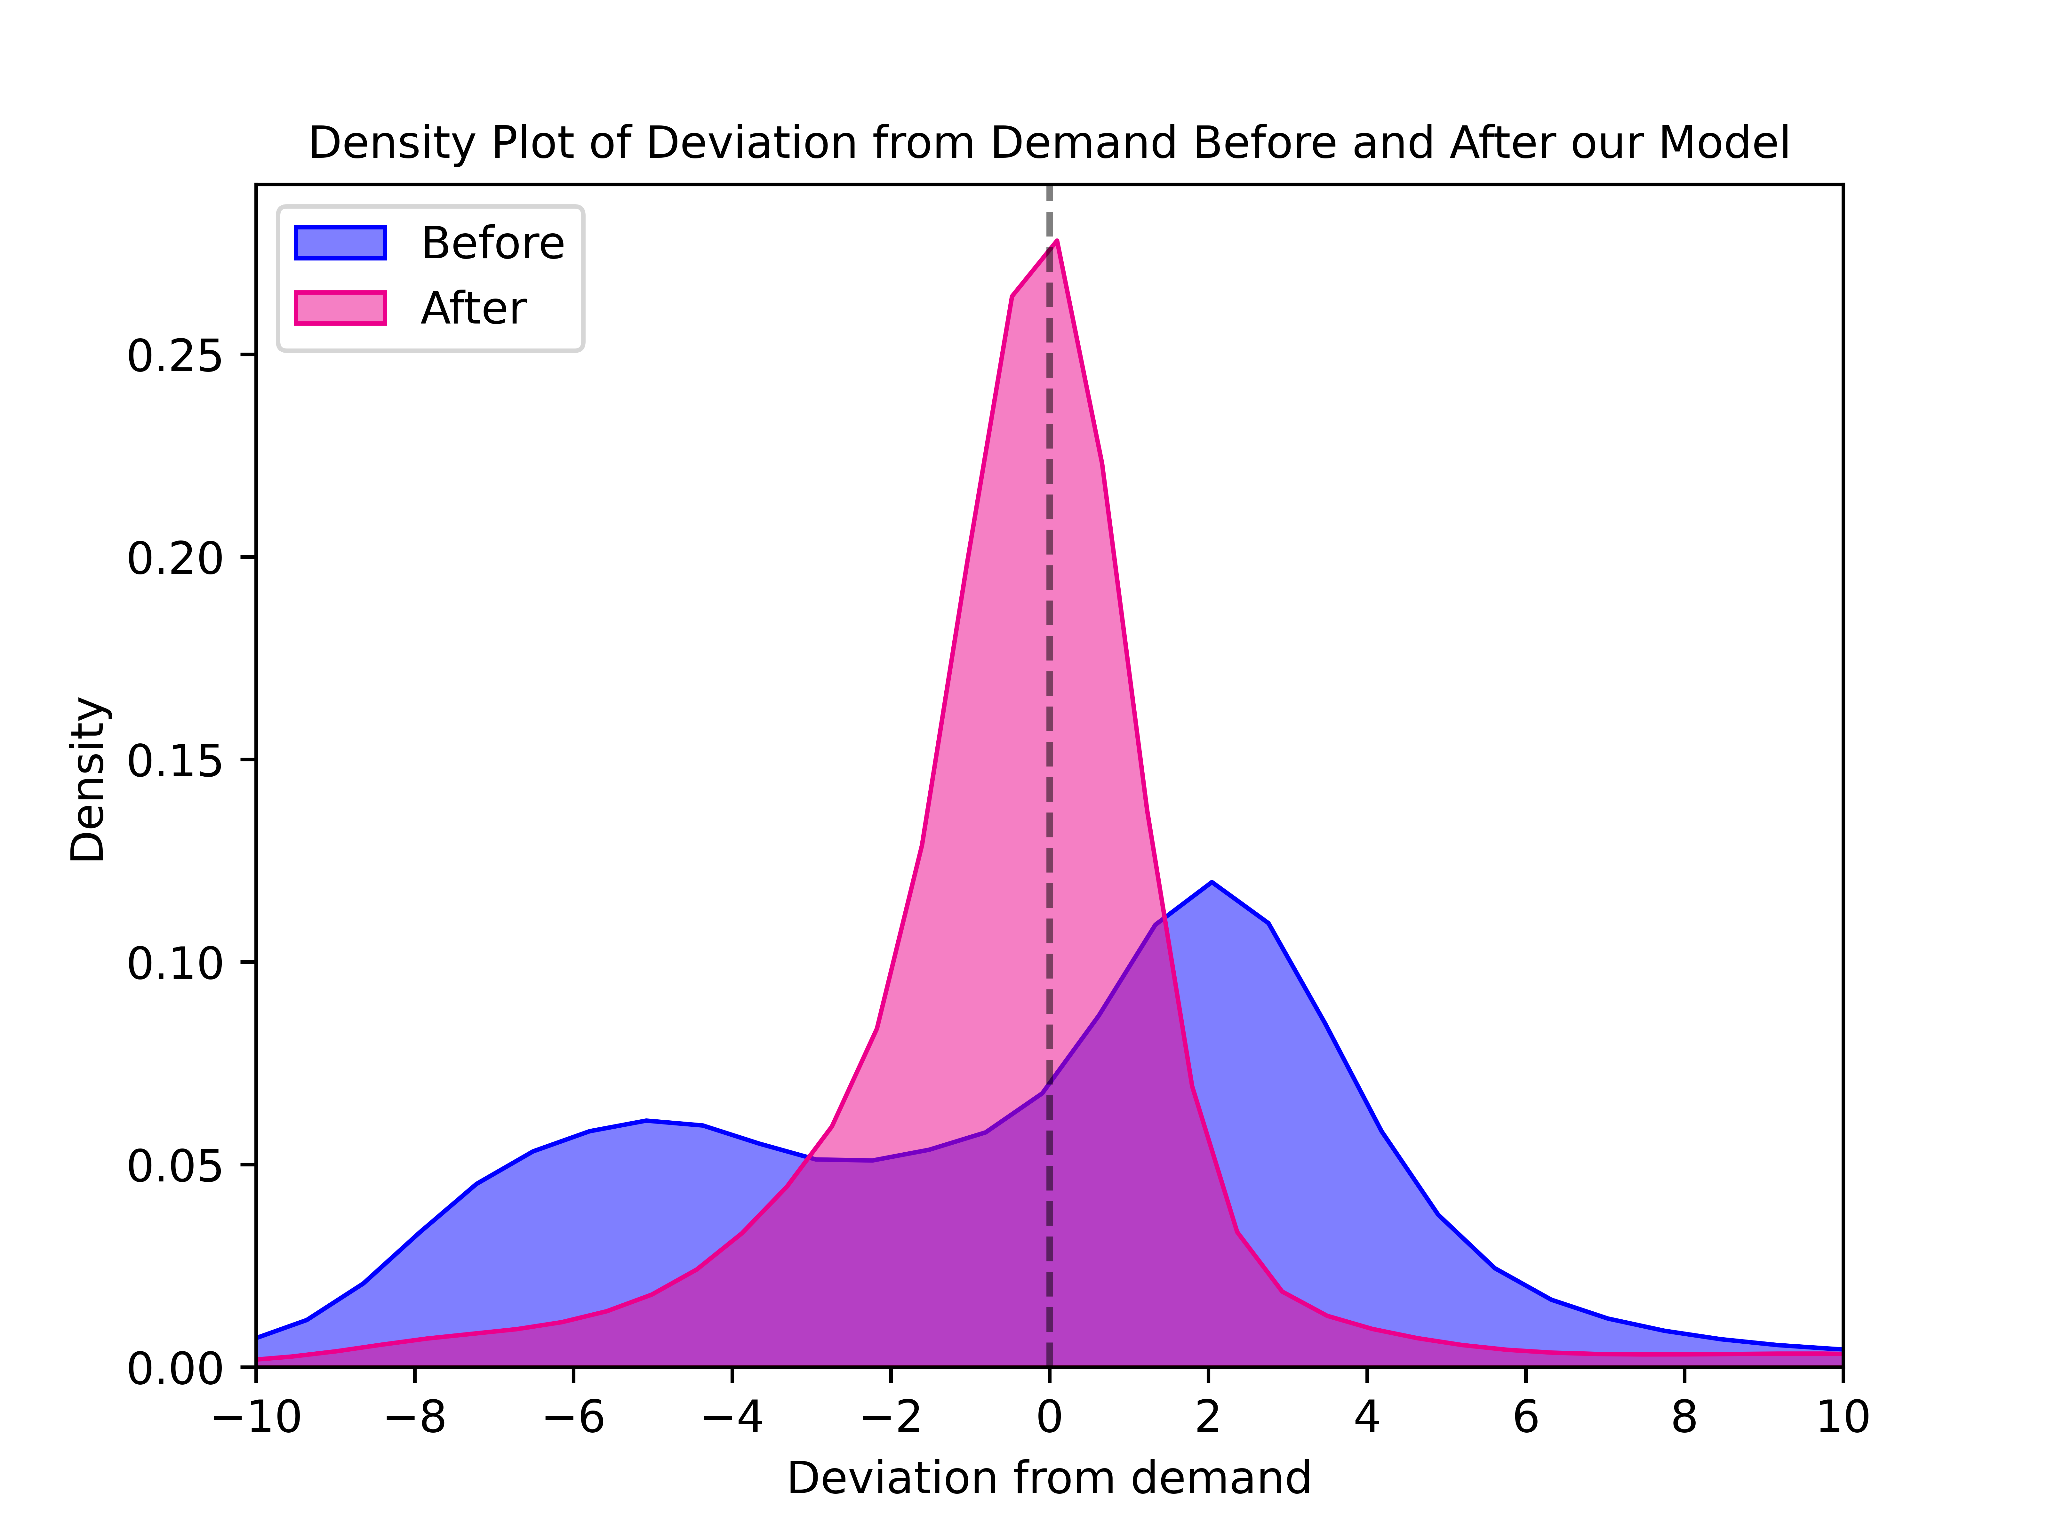 Density Plot of Deviation from Demand Before and After our Model
Before
After
Density
0.25
0.20
0.15
0.10
0.05
0.00
−10 −8 −6 −4 −2 0 2 4 6 8 10
Deviation from demand